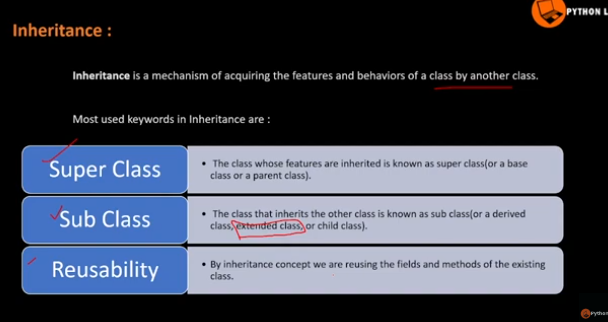 PYTHON L
Inheritance :
Inheritance is a mechanism of acquiring the features and behaviors of a class by another class.
Most used keywords in Inheritance are :
Super Class
• The class whose features are inherited is known as super class(or a base
class or a parent class).
Sub Class
• The class that inherits the other class is known as sub class(or a derived
class, extended class, or child class).
Reusability
• By inheritance concept we are reusing the fields and methods of the existing
class.
Python